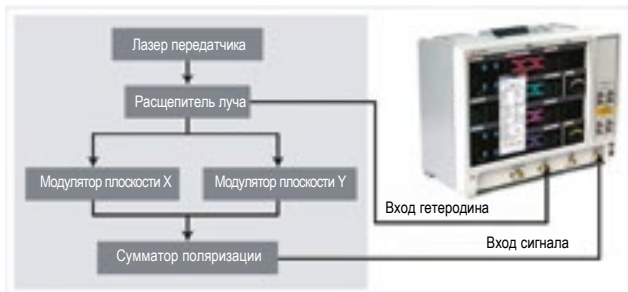 Лазер передатчика
Расщепитель луча
Модулятор плоскости X
Модулятор плоскости Y
Вход гетеродина
Вход сигнала
Сумматор поляризации